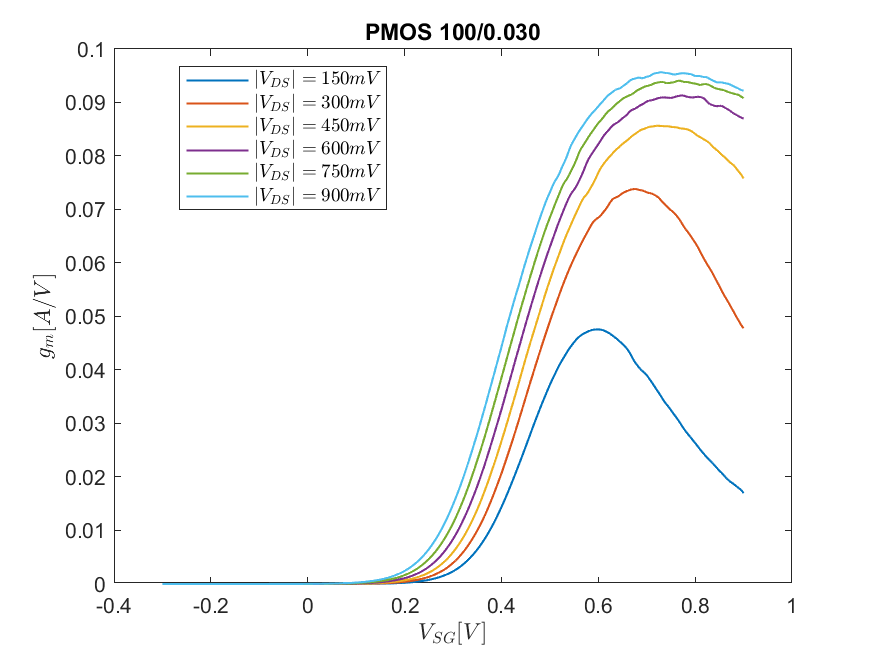 PMOS 100/0.030
|V_DS| = 150mV
|V_DS| = 300mV
|V_DS| = 450mV
|V_DS| = 600mV
|V_DS| = 750mV
|V_DS| = 900mV
0.1
0.09
0.08
0.07
0.06
0.05
0.04
0.03
0.02
0.01
0
g_m[A/V]
-0.4
-0.2
0
0.2
0.4
0.6
0.8
1
V_SG[V]